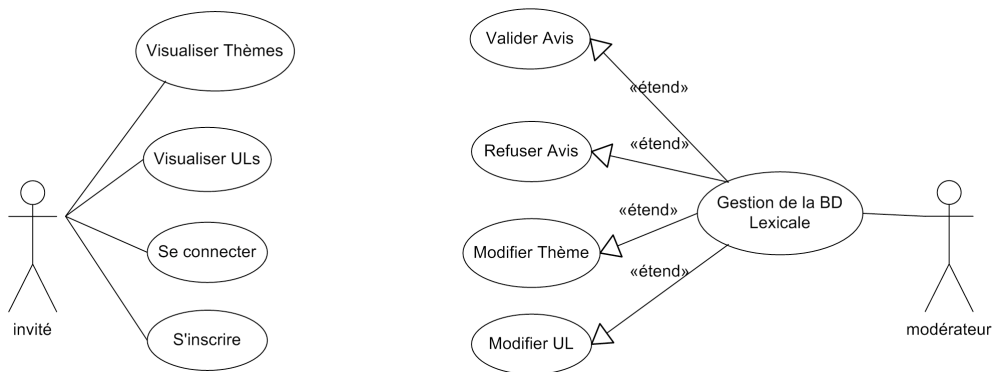 Visualiser Thèmes
Visualiser ULs
Se connecter
S'inscrire
invité
Valider Avis
«étend»
Refuser Avis
«étend»
Modifier Thème
«étend»
Modifier UL
«étend»
Gestion de la BD
Lexicale
modérateur